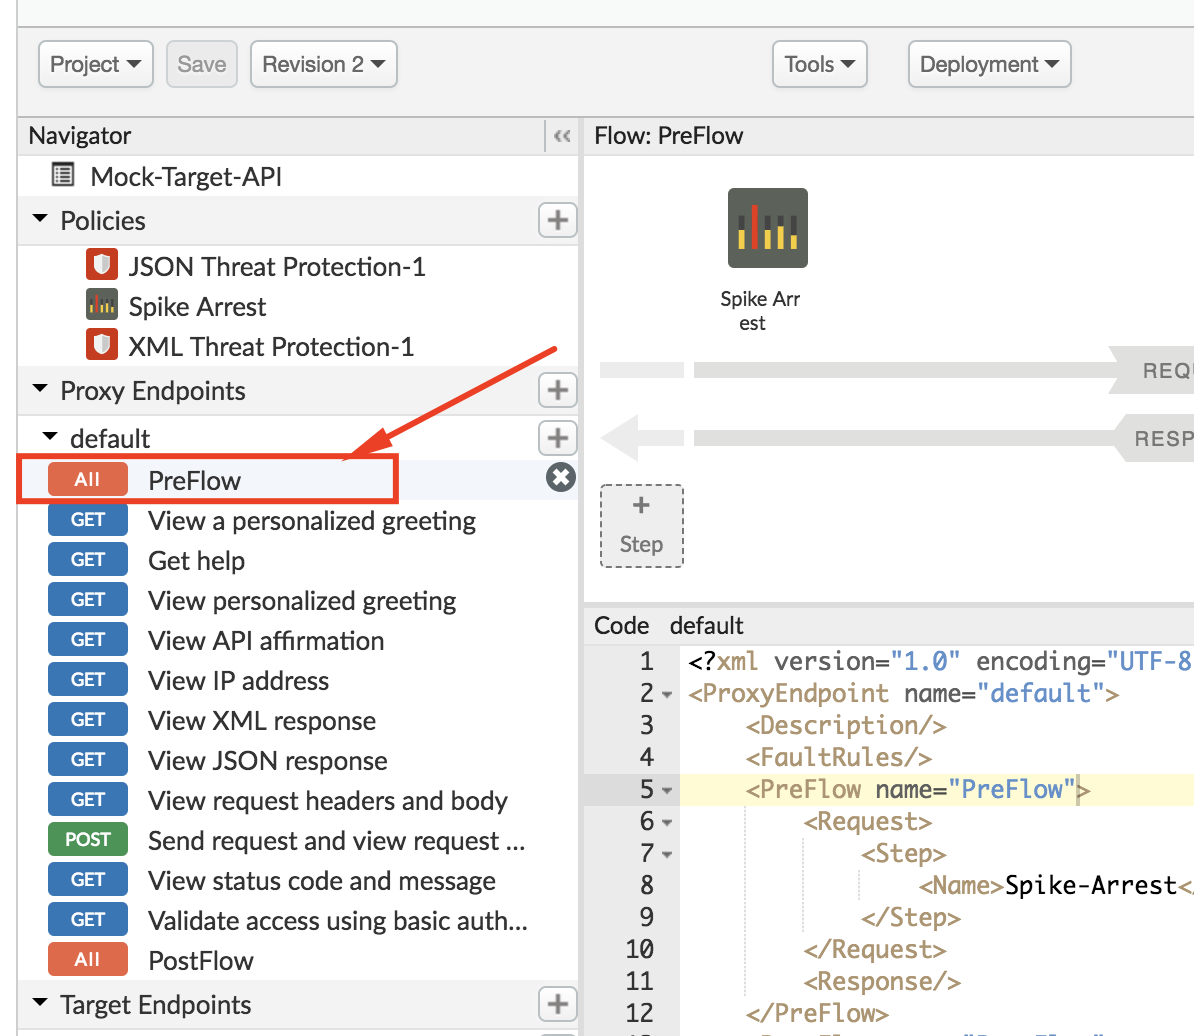 Project
Save
Revision 2
Tools
Deployment
Navigator
Mock-Target-API
Policies
JSON Threat Protection-1
Spike Arrest
XML Threat Protection-1
Proxy Endpoints
default
All PreFlow
GET View a personalized greeting
GET Get help
GET View personalized greeting
GET View API affirmation
GET View IP address
GET View XML response
GET View JSON response
GET View request headers and body
POST Send request and view request ...
GET View status code and message
GET Validate access using basic auth...
All PostFlow
Target Endpoints
Flow: PreFlow
Spike Arr
est
REQU
RESP
+
Step
Code default
1 <?xml version="1.0" encoding="UTF-8
2 <ProxyEndpoint name="default">
3 <Description/>
4 <FaultRules/>
5 <PreFlow name="PreFlow">
6 <Request>
7 <Step>
8 <Name>Spike-Arrest</
9 </Step>
10 </Request>
11 <Response/>
12 </PreFlow>